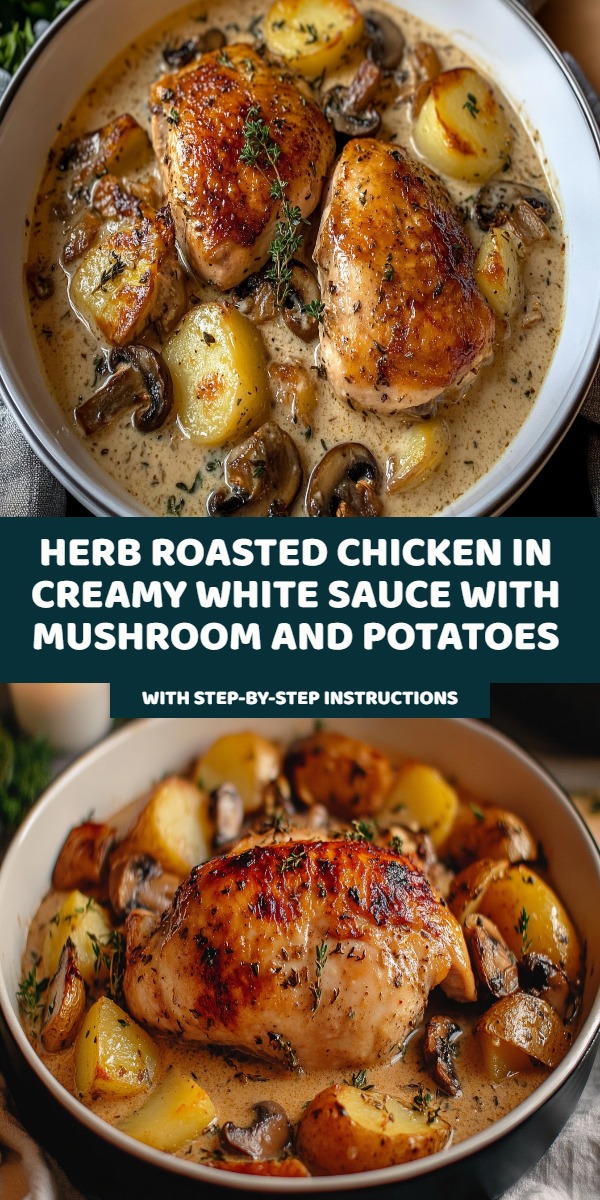 HERB ROASTED CHICKEN IN
CREAMY WHITE SAUCE WITH
MUSHROOM AND POTATOES
WITH STEP-BY-STEP INSTRUCTIONS